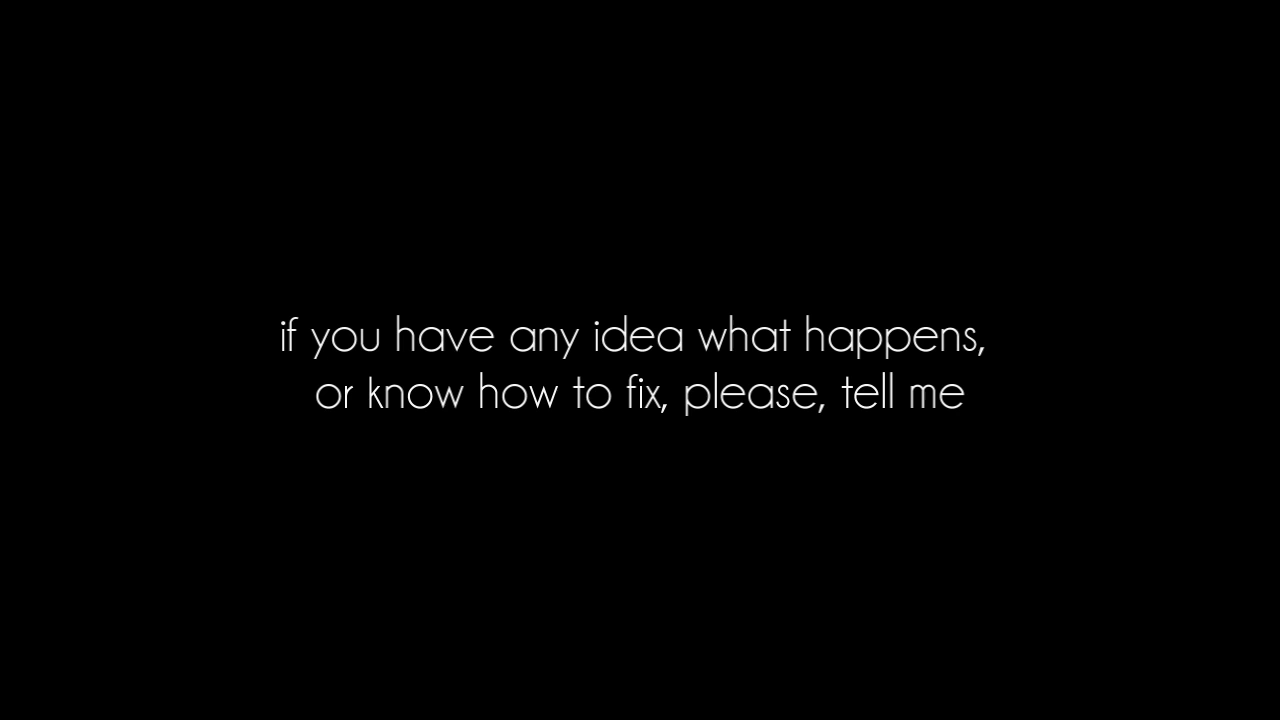 if you have any idea what happens,
or know how to fix, please, tell me